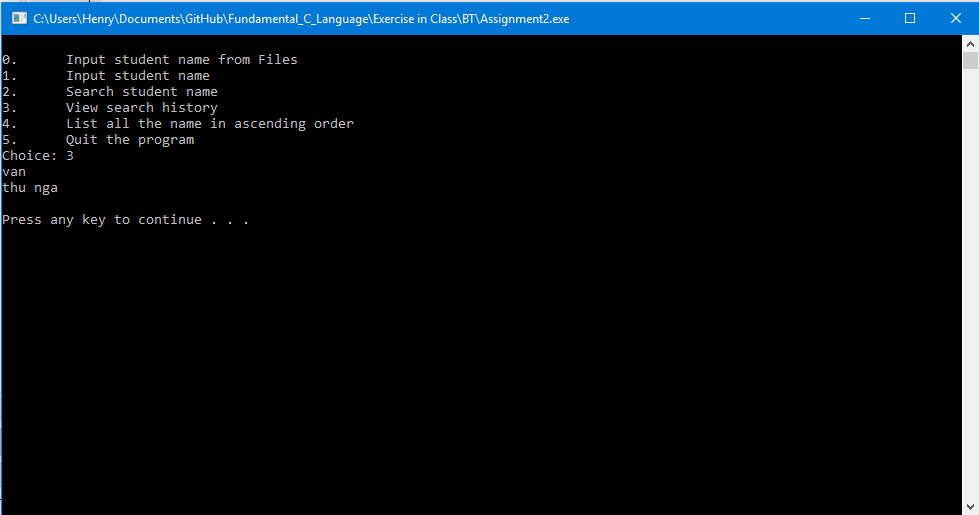 C:\Users\Henry\Documents\GitHub\Fundamental_C_Language\Exercise in Class\BT\Assignment2.exe
0. Input student name from Files
1. Input student name
2. Search student name
3. View search history
4. List all the name in ascending order
5. Quit the program
Choice: 3
van
thu nga
Press any key to continue . . .